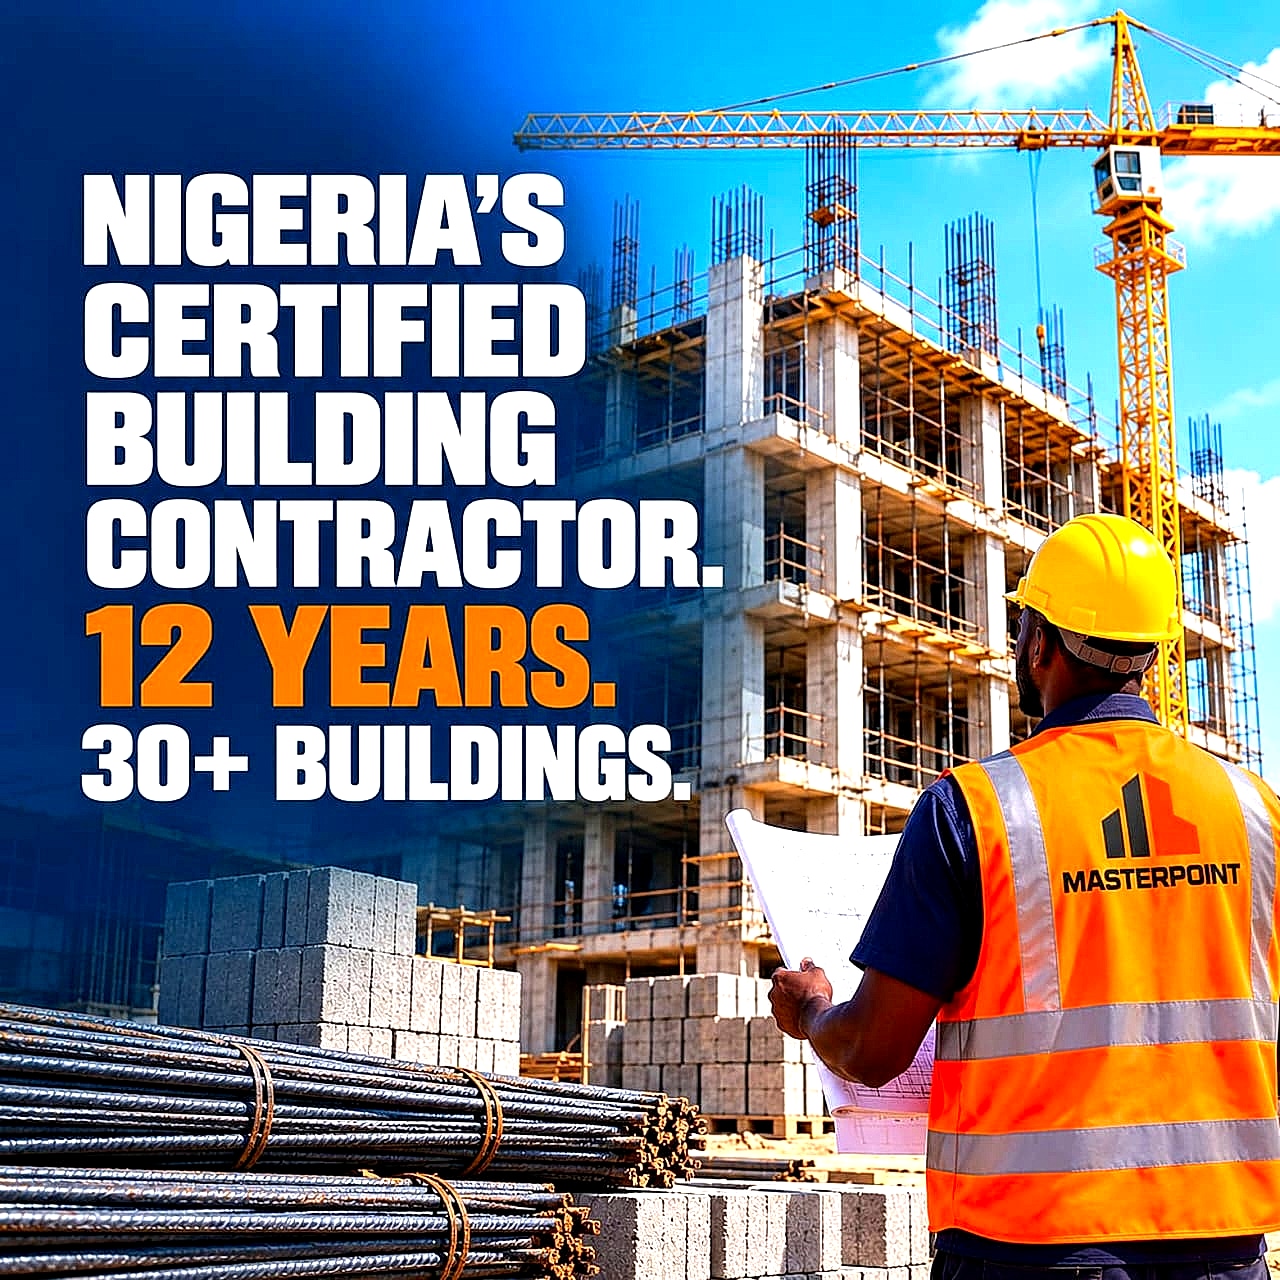 NIGERIA'S
CERTIFIED
BUILDING
CONTRACTOR.
12 YEARS.
30+ BUILDINGS.
MASTERPOINT